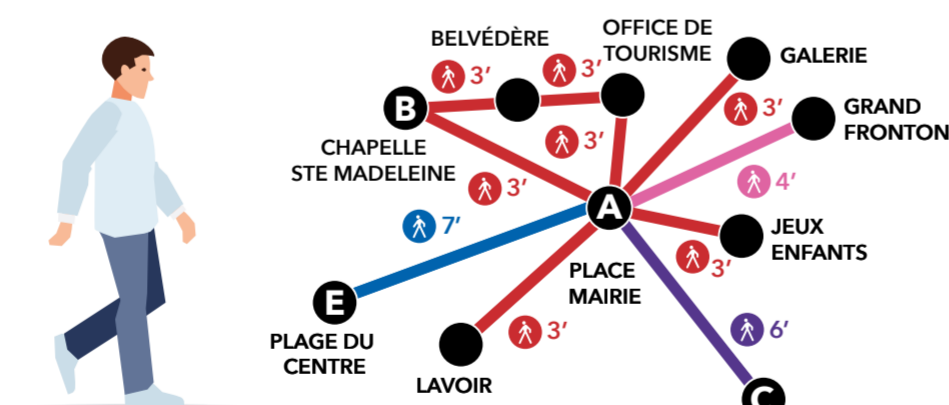 BELVÉDÈRE
3’
3’
OFFICE DE
TOURISME
GALERIE
3’
B
GRAND
FRONTON
CHAPELLE
STE MADELEINE
3’
3’
4’
7’
A
JEUX
ENFANTS
3’
PLACE
MAIRIE
E
PLAGE DU
CENTRE
3’
6’
LAVOIR
C